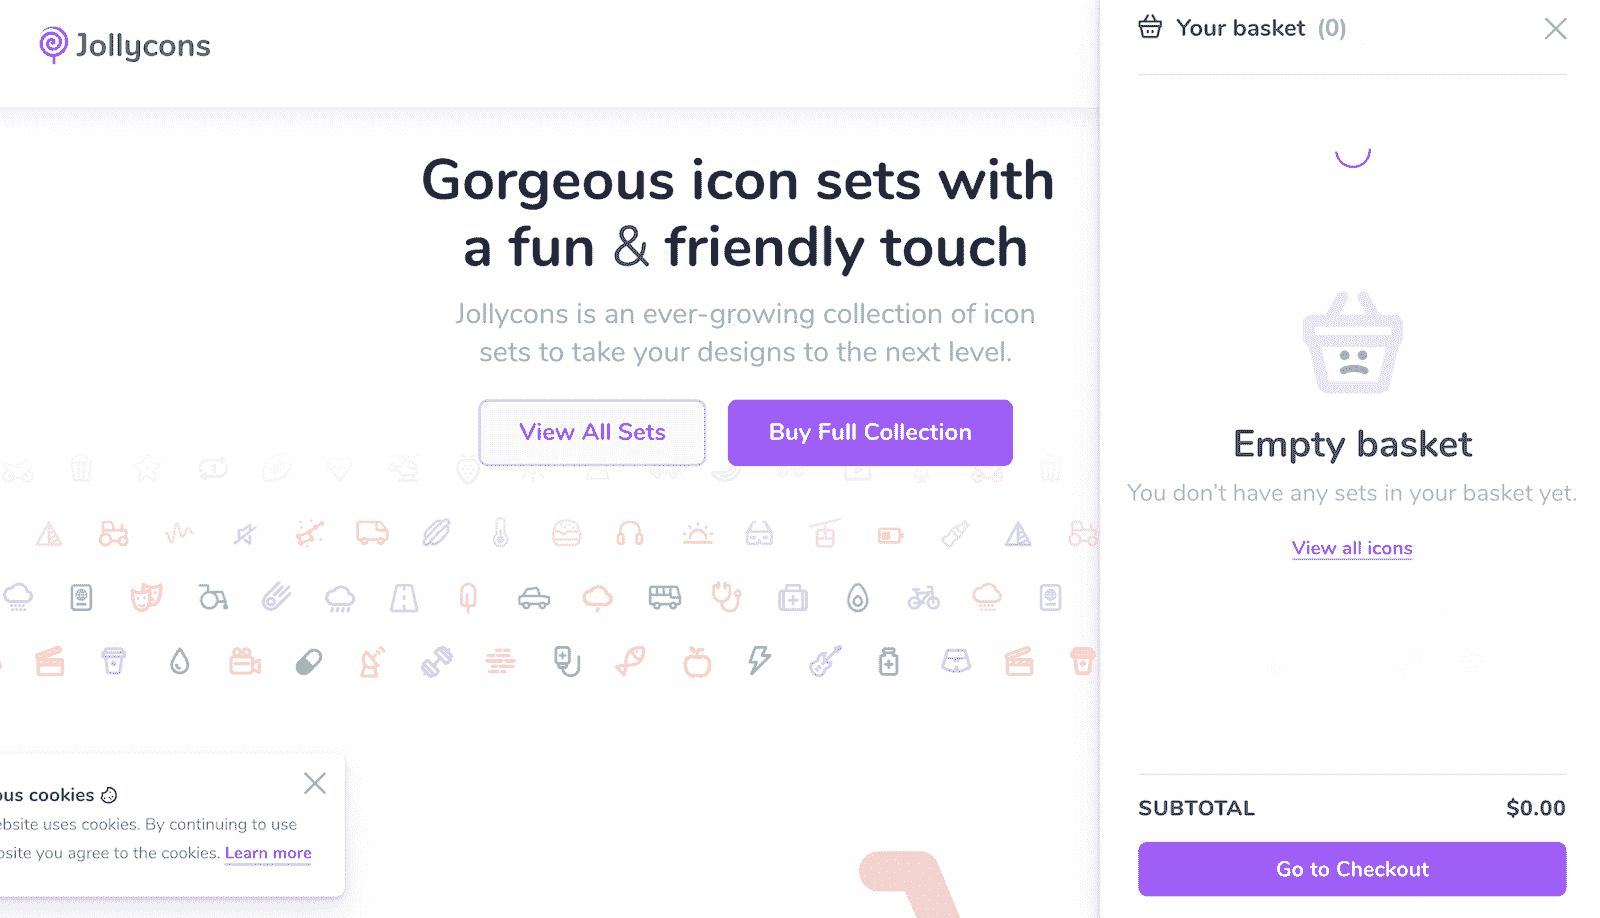 Jollycons
Your basket (0)
Gorgeous icon sets with
a fun & friendly touch
Jollycons is an ever-growing collection of icon
sets to take your designs to the next level.
View All Sets
Buy Full Collection
Empty basket
You don't have any sets in your basket yet.
View all icons
cookies
uses cookies. By continuing to use
you agree to the cookies. Learn more
SUBTOTAL
$0.00
Go to Checkout